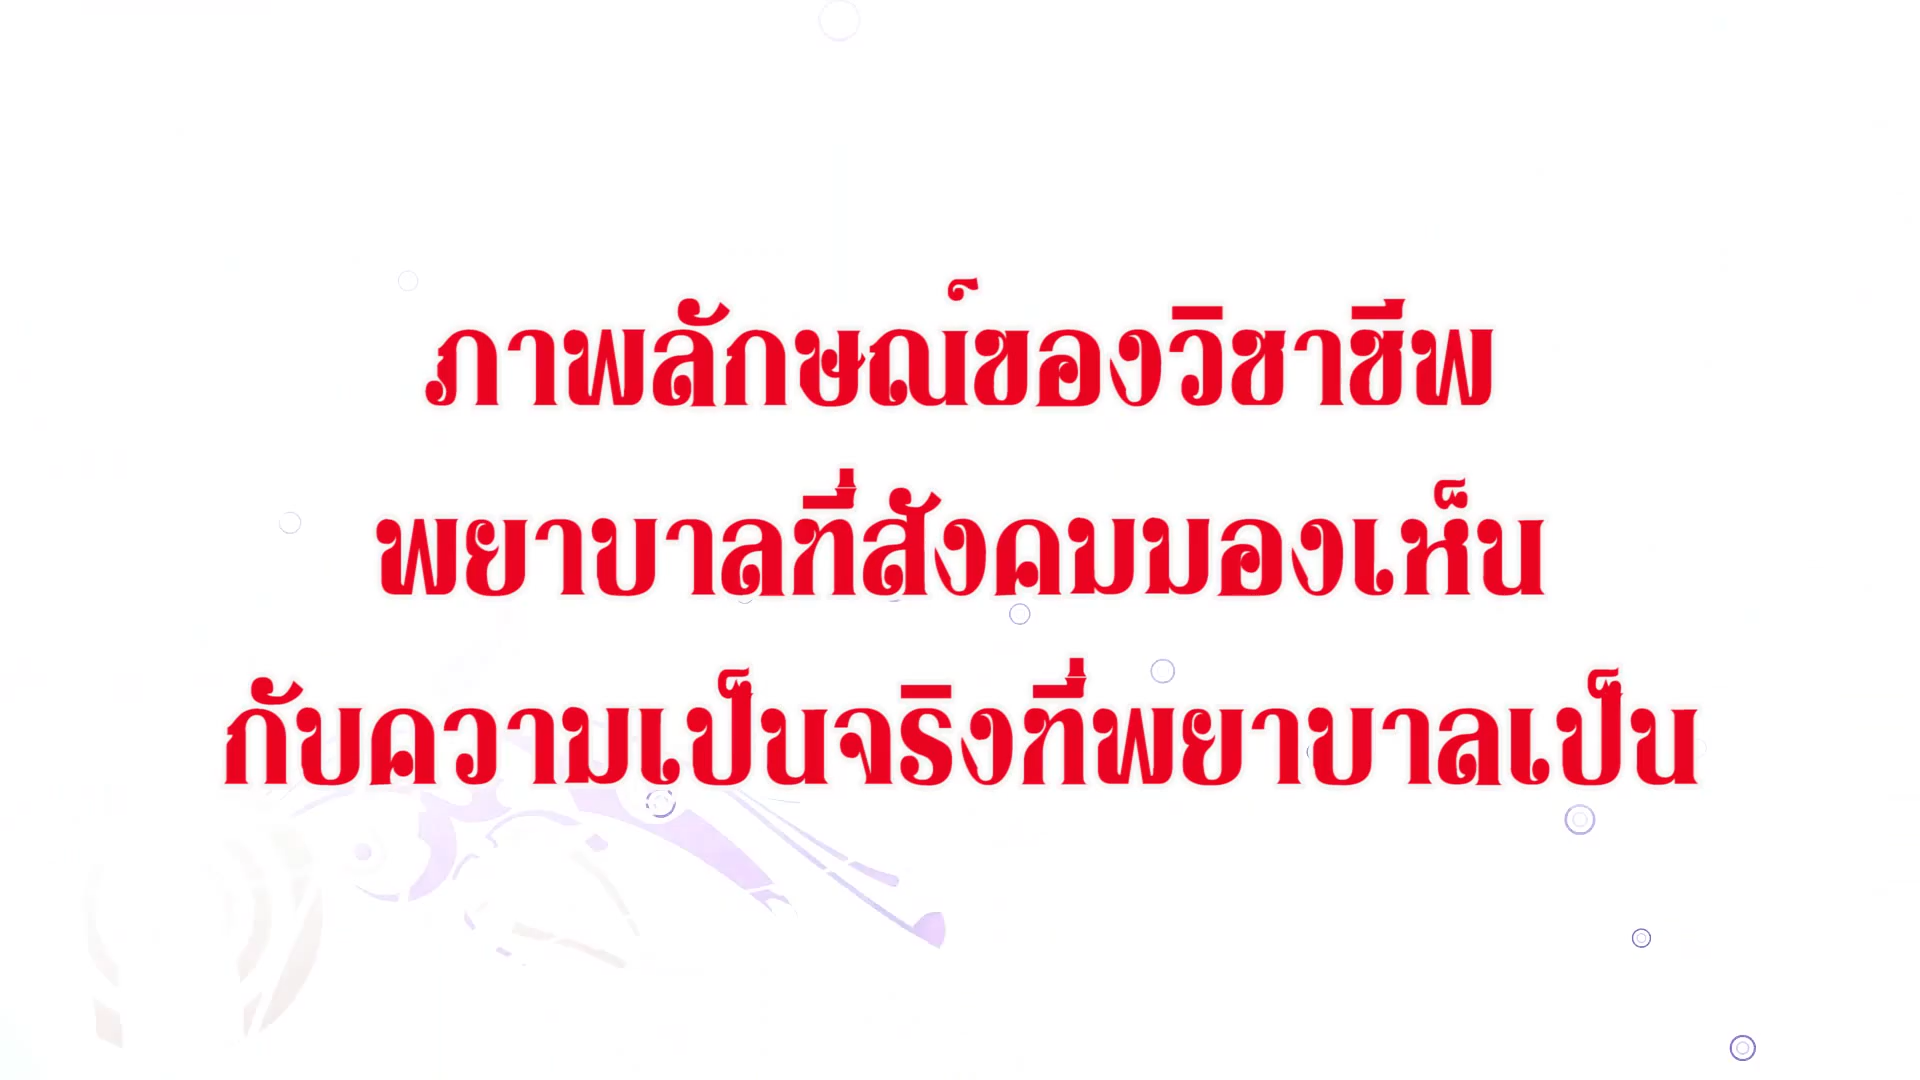 ภาพลักษณ์ของวิชาชีพ
พยาบาลที่สังคมมองเห็น
กับความเป็นจริงที่พยาบาลเป็น